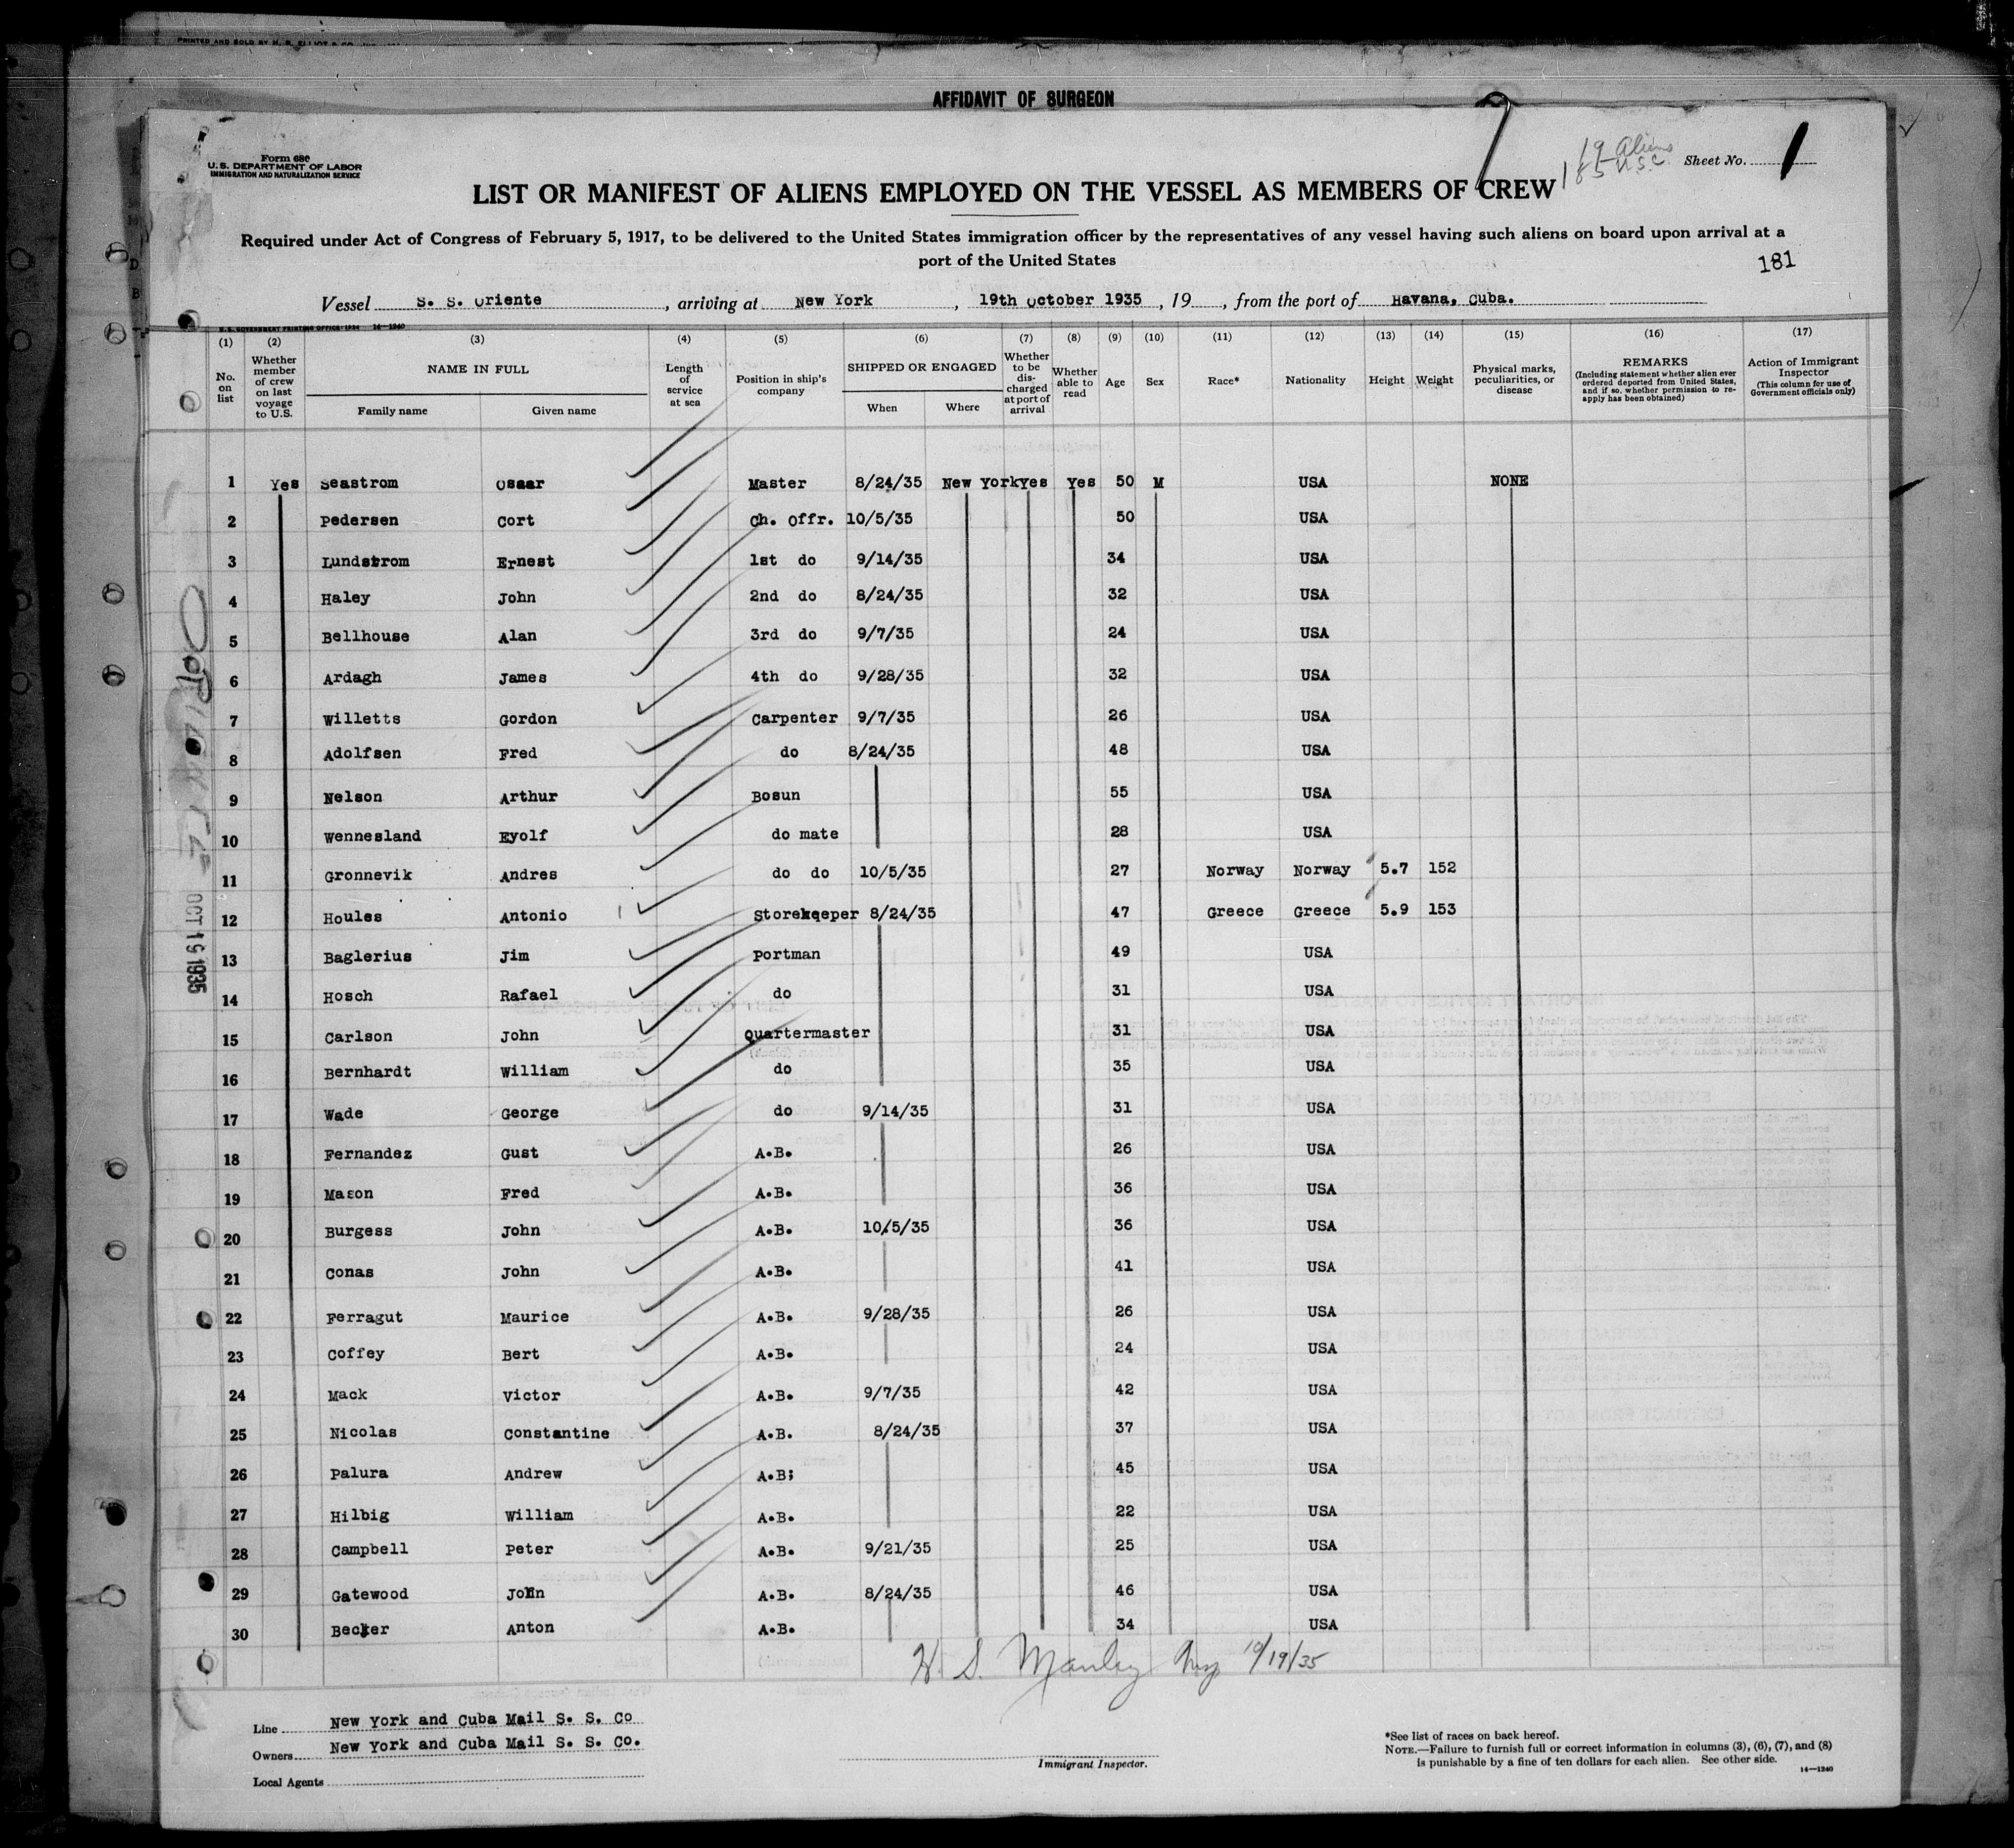 AFFIDAVIT OF SURGEON
Form 680
U. S. DEPARTMENT OF LABOR
IMMIGRATION AND NATURALIZATION SERVICE
19 Aliens
185 U.S.C.
Sheet No. 1
LIST OR MANIFEST OF ALIENS EMPLOYED ON THE VESSEL AS MEMBERS OF CREW
Required under Act of Congress of February 5, 1917, to be delivered to the United States immigration officer by the representatives of any vessel having such aliens on board upon arrival at a
port of the United States
181
Vessel S. S. Oriente, arriving at New York, 19th October 1935, 19, from the port of Havana, Cuba.
U. S. GOVERNMENT PRINTING OFFICE: 1934 14—1240
(1) (2) (3) (4) (5) (6) (7) (8) (9) (10) (11) (12) (13) (14) (15) (16) (17)
No. on list
Whether member of crew on last voyage to U.S.
NAME IN FULL
Family name Given name
Length of service at sea
Position in ship's company
SHIPPED OR ENGAGED
When Where
Whether to be discharged at port of arrival
Whether able to read
Age
Sex
Race*
Nationality
Height
Weight
Physical marks, peculiarities, or disease
REMARKS
(Including statement whether alien ever ordered deported from United States, and if so, whether permission to re-apply has been obtained)
Action of Immigrant Inspector
(This column for use of Government officials only)
1 Yes Seastrom Osaar Master 8/24/35 New York Yes Yes 50 M USA NONE
2 Pedersen Cort Ch. Offr. 10/5/35 50 USA
3 Lundstrom Ernest 1st do 9/14/35 34 USA
4 Haley John 2nd do 8/24/35 32 USA
5 Bellhouse Alan 3rd do 9/7/35 24 USA
6 Ardagh James 4th do 9/28/35 32 USA
7 Willetts Gordon Carpenter 9/7/35 26 USA
8 Adolfsen Fred do 8/24/35 48 USA
9 Nelson Arthur Bosun 55 USA
10 Wennesland Eyolf do mate 28 USA
11 Gronnevik Andres do do 10/5/35 27 Norway Norway 5.7 152
12 Houles Antonio Storekeeper 8/24/35 47 Greece Greece 5.9 153
13 Baglerius Jim Portman 49 USA
14 Hosch Rafael do 31 USA
15 Carlson John Quartermaster 31 USA
16 Bernhardt William do 35 USA
17 Wade George do 9/14/35 31 USA
18 Fernandez Gust A.B. 26 USA
19 Mason Fred A.B. 36 USA
20 Burgess John A.B. 10/5/35 36 USA
21 Conas John A.B. 41 USA
22 Ferragut Maurice A.B. 9/28/35 26 USA
23 Coffey Bert A.B. 24 USA
24 Mack Victor A.B. 9/7/35 42 USA
25 Nicolas Constantine A.B. 8/24/35 37 USA
26 Palura Andrew A.B; 45 USA
27 Hilbig William A.B. 22 USA
28 Campbell Peter A.B. 9/21/35 25 USA
29 Gatewood John A.B. 8/24/35 46 USA
30 Becker Anton A.B. 34 USA
OCT 19 1935
H. S. Manley Insp 10/19/35
Line New York and Cuba Mail S. S. Co
Owners New York and Cuba Mail S. S. Co.
Local Agents
Immigrant Inspector.
*See list of races on back hereof.
NOTE.—Failure to furnish full or correct information in columns (3), (6), (7), and (8)
is punishable by a fine of ten dollars for each alien. See other side.
14—1240